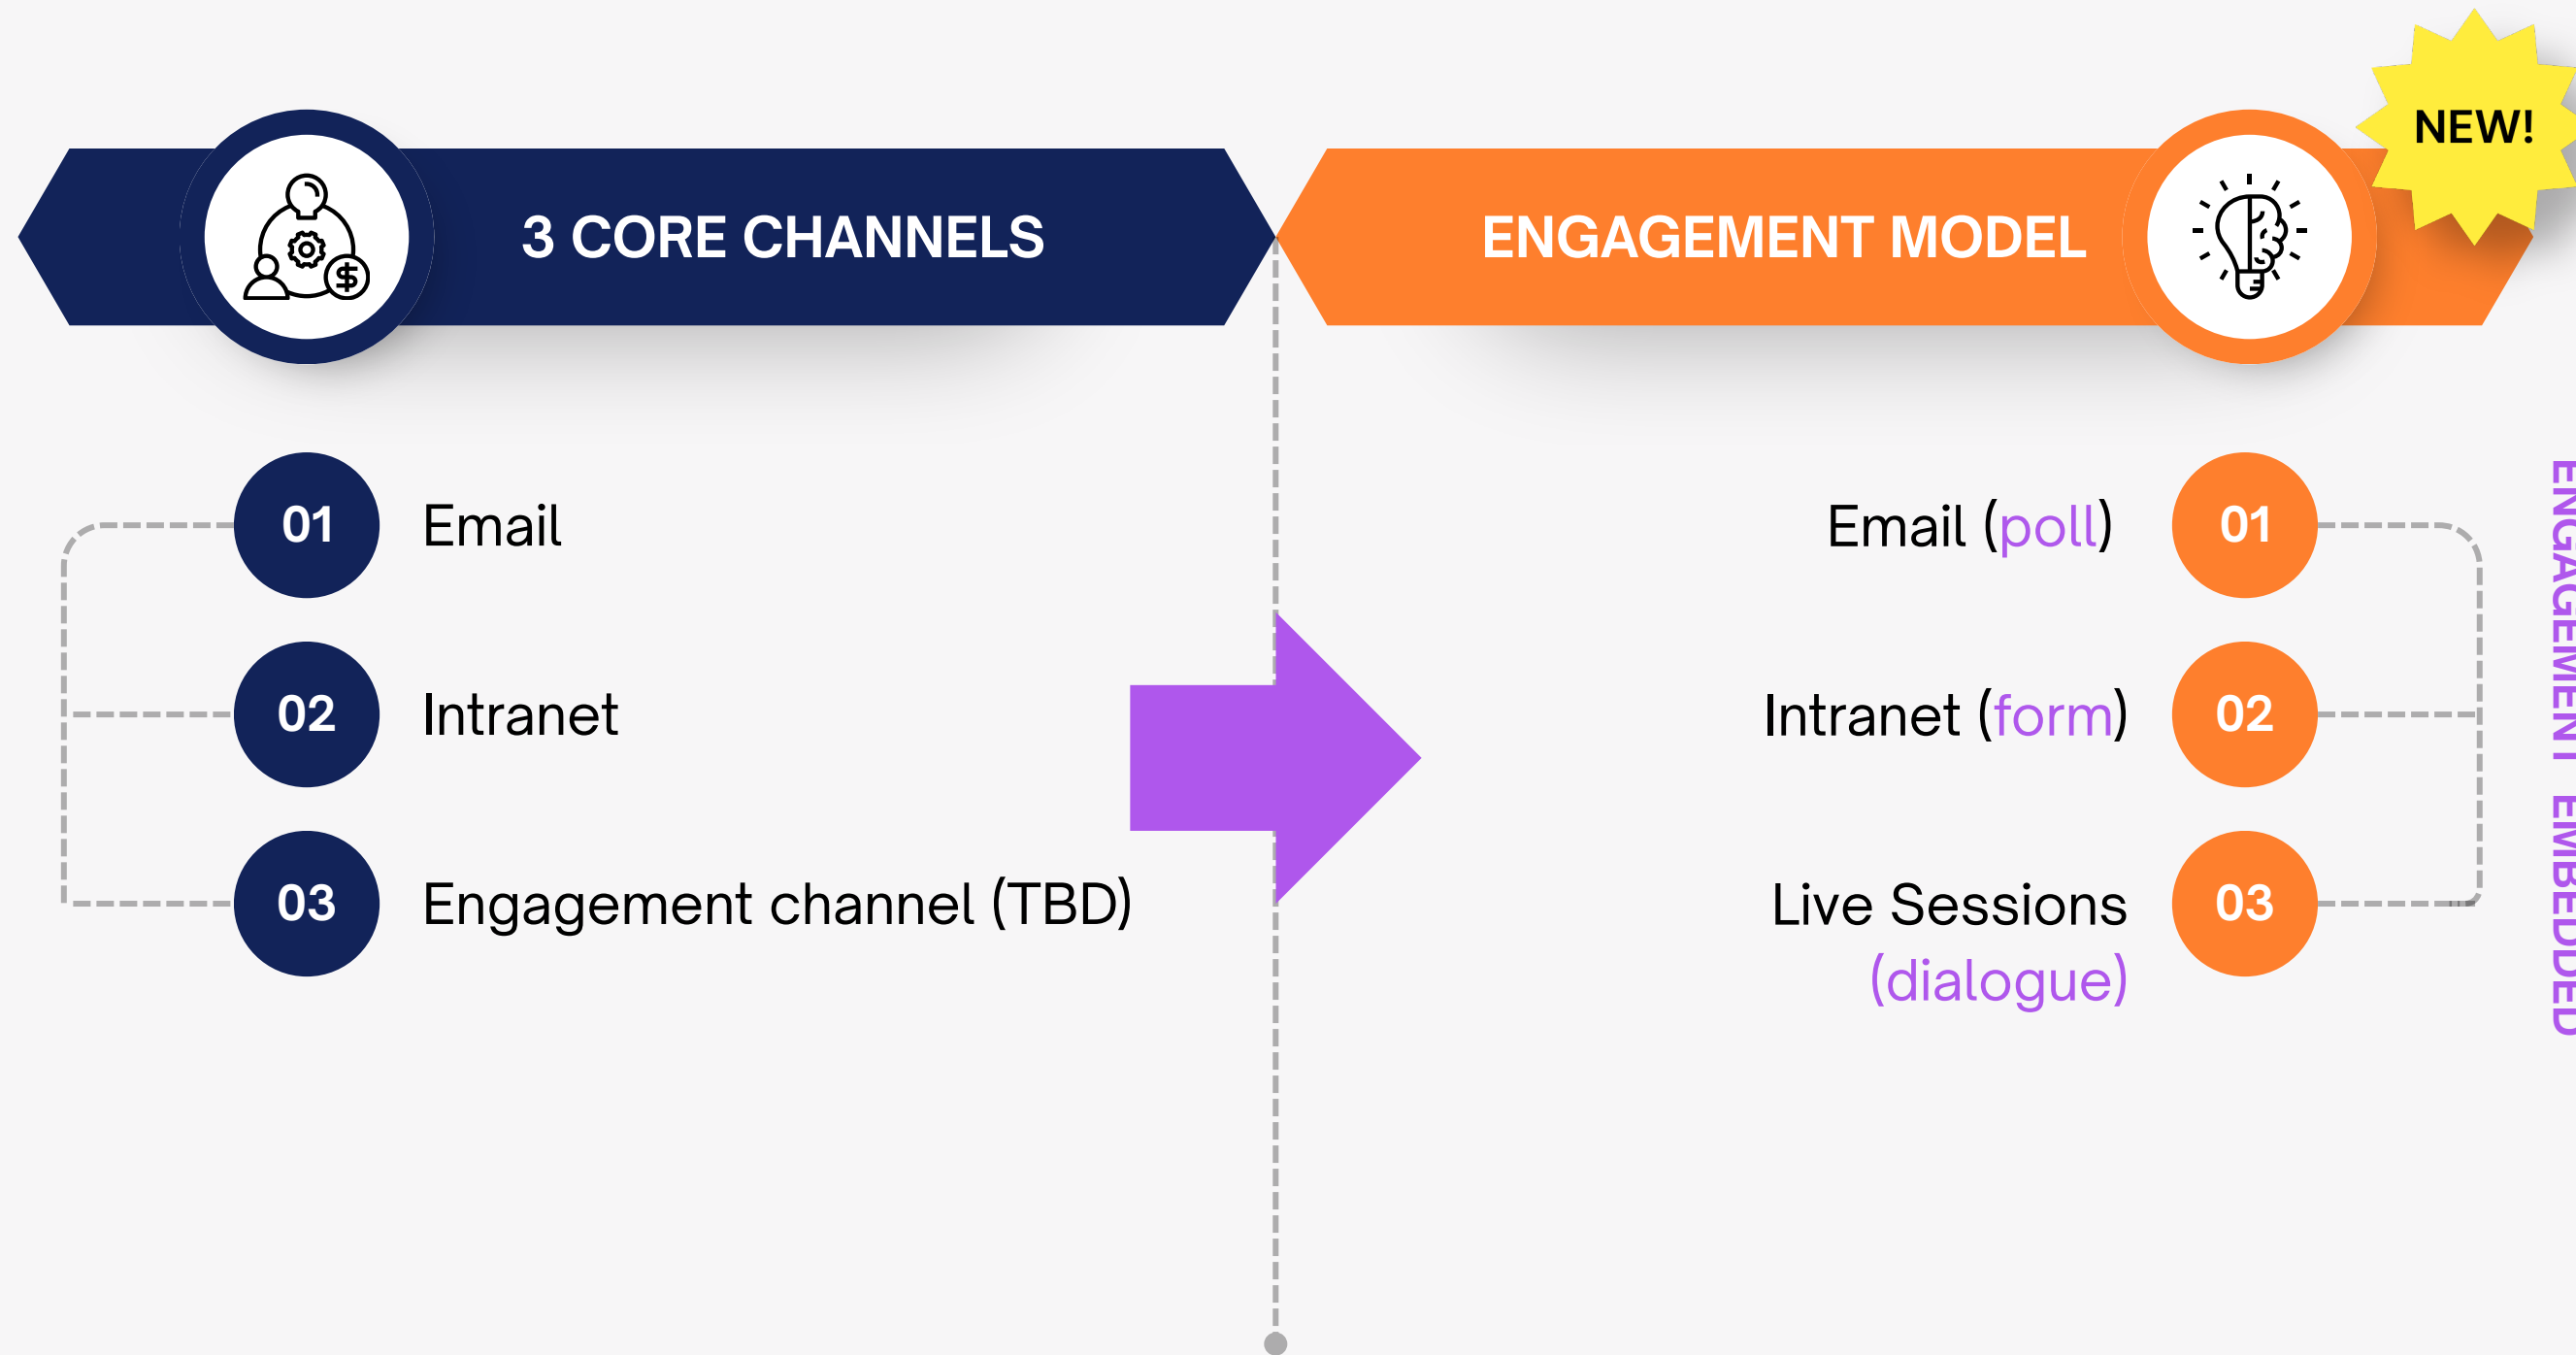 NEW!
3 CORE CHANNELS
ENGAGEMENT MODEL
01 Email
02 Intranet
03 Engagement channel (TBD)
Email (poll) 01
Intranet (form) 02
Live Sessions 03
(dialogue)
ENGAGEMENT EMBEDDED
$